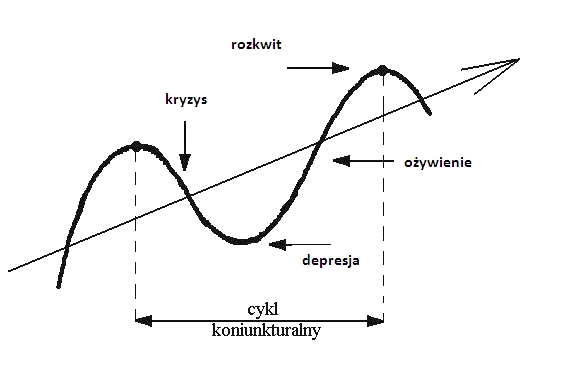 rozkwit
kryzys
ożywienie
depresja
cykl
koniunkturalny